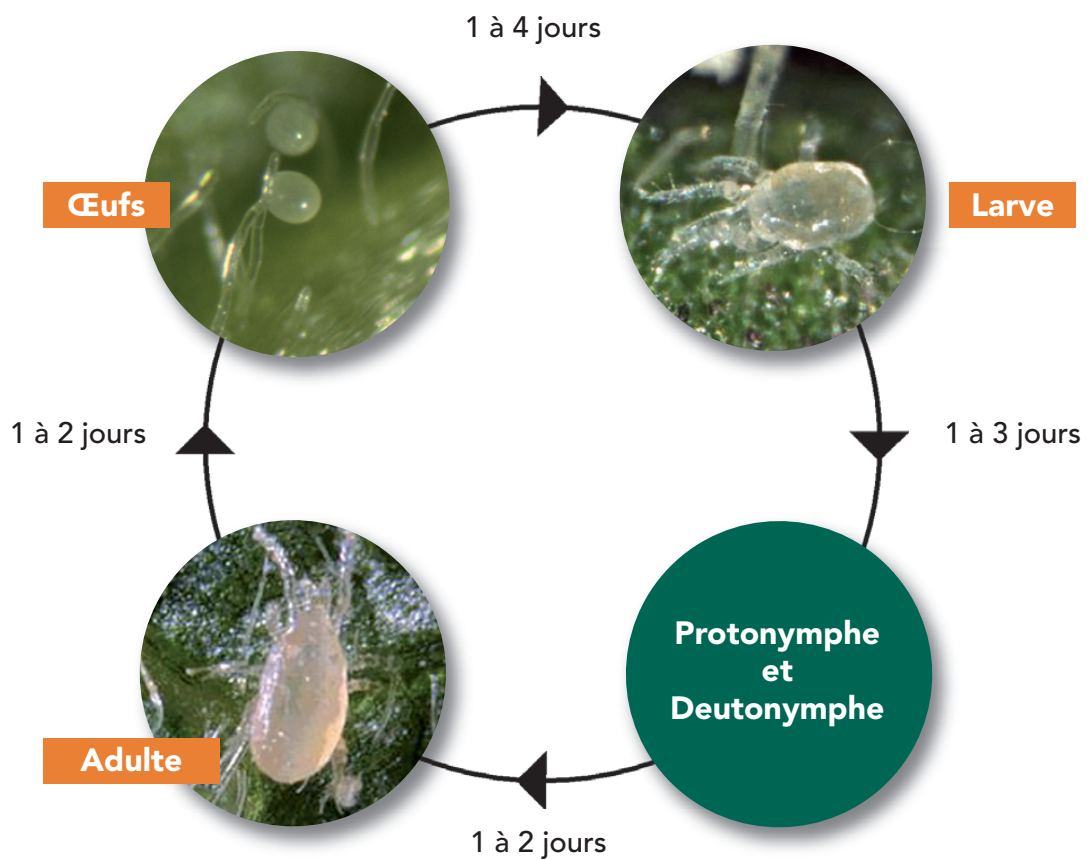 1 à 4 jours
Œufs
Larve
1 à 2 jours
1 à 3 jours
Protonymphe
et
Deutonymphe
Adulte
1 à 2 jours